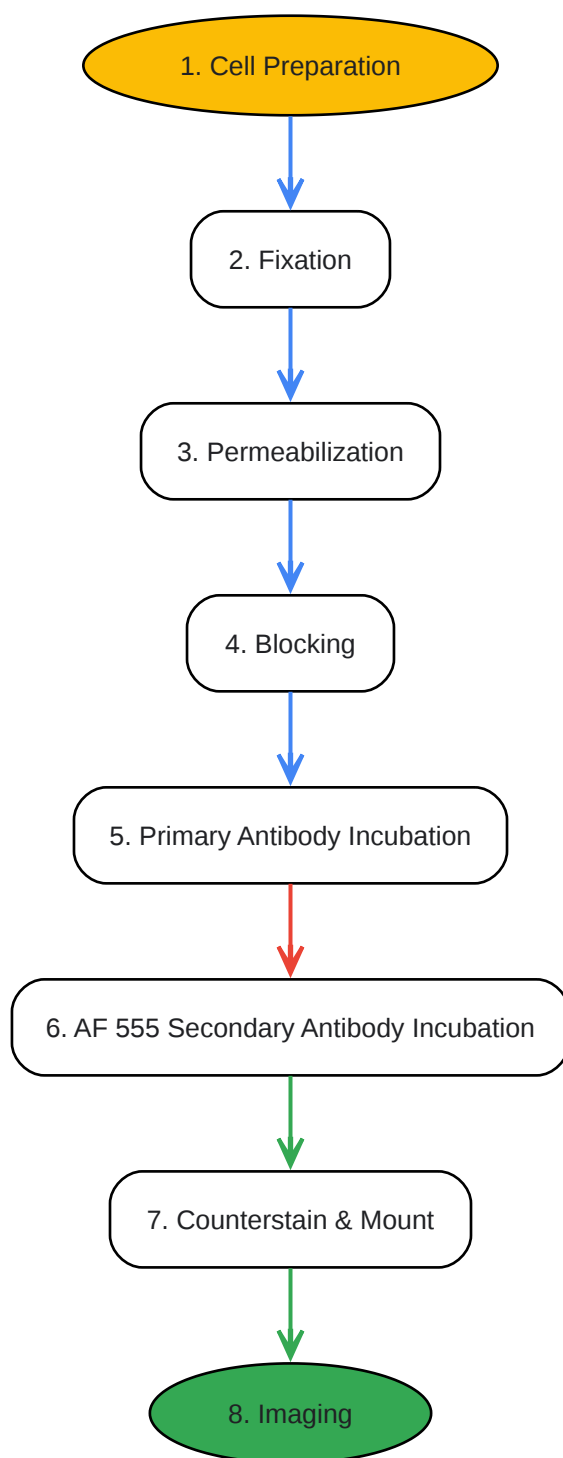 1. Cell Preparation
2. Fixation
3. Permeabilization
4. Blocking
5. Primary Antibody Incubation
6. AF 555 Secondary Antibody Incubation
7. Counterstain & Mount
8. Imaging